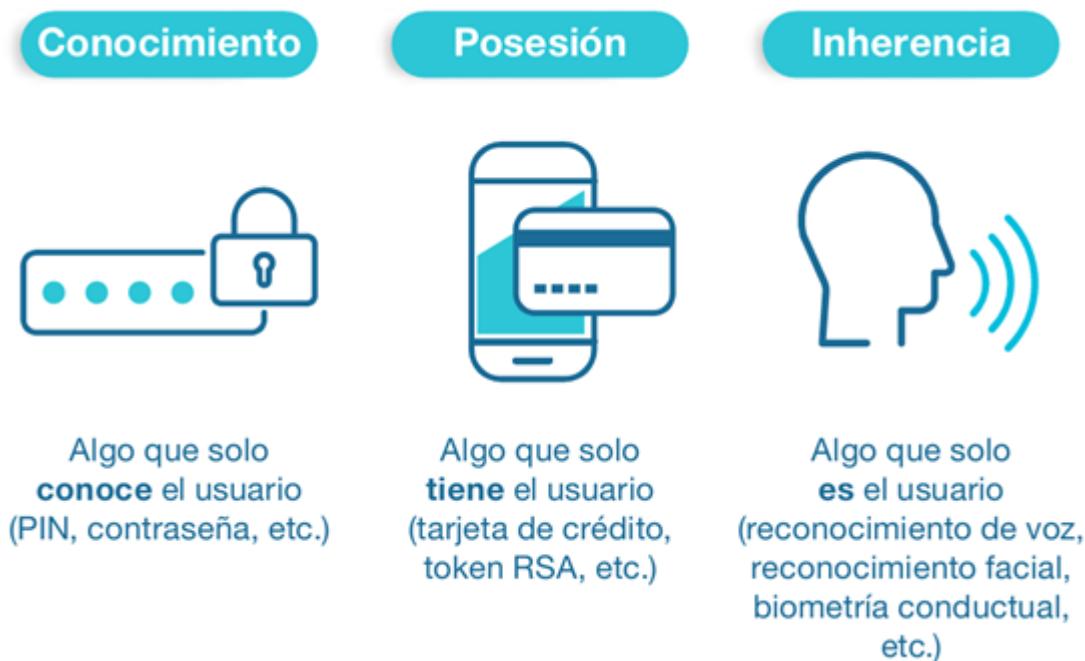 Conocimiento
Posesión
Inherencia
Algo que solo
conoce el usuario
(PIN, contraseña, etc.)
Algo que solo
tiene el usuario
(tarjeta de crédito,
token RSA, etc.)
Algo que solo
es el usuario
(reconocimiento de voz,
reconocimiento facial,
biometría conductual,
etc.)